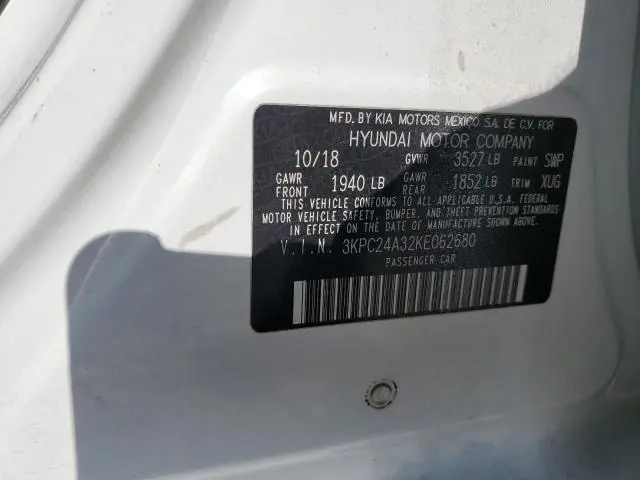 MFD. BY KIA MOTORS MEXICO S.A. DE C.V. FOR
HYUNDAI MOTOR COMPANY
10/18 GVWR 3527 LB PAINT SWP
GAWR FRONT 1940 LB GAWR REAR 1852 LB TRIM XUG
THIS VEHICLE CONFORMS TO ALL APPLICABLE U.S.A. FEDERAL
MOTOR VEHICLE SAFETY, BUMPER, AND THEFT PREVENTION STANDARDS
IN EFFECT ON THE DATE OF MANUFACTURE SHOWN ABOVE.
V.I.N. 3KPC24A32KE062680
PASSENGER CAR